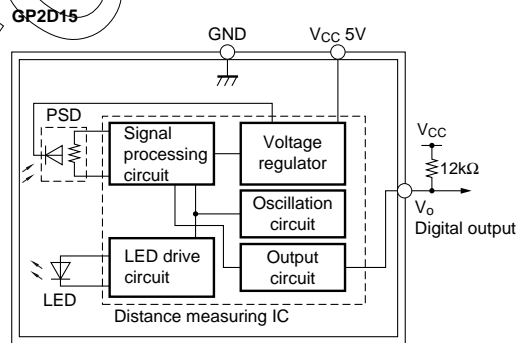 GP2D15
GND
VCC 5V
PSD
Signal
processing
circuit
Voltage
regulator
VCC
12kΩ
Oscillation
circuit
Vo
Digital output
LED drive
circuit
Output
circuit
LED
Distance measuring IC